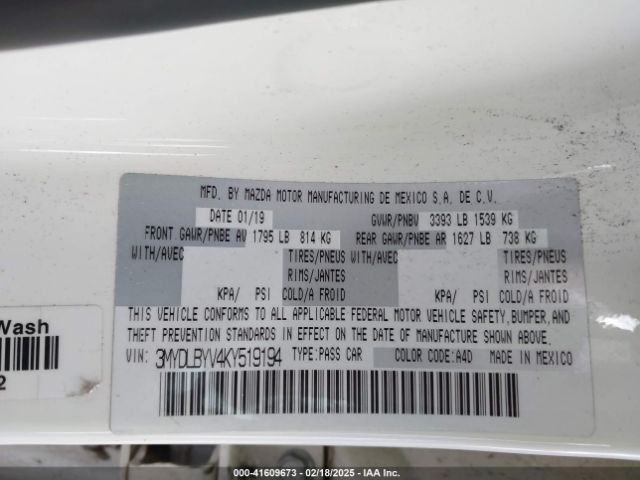 MFD. BY MAZDA MOTOR MANUFACTURING DE MEXICO S.A. DE C.V.
DATE 01/19 GVWR/PNBV 3393 LB 1539 KG
FRONT GAWR/PNBE AV 1795 LB 814 KG REAR GAWR/PNBE AR 1627 LB 738 KG
WITH/AVEC TIRES/PNEUS WITH/AVEC TIRES/PNEUS
RIMS/JANTES RIMS/JANTES
KPA/ PSI COLD/A FROID KPA/ PSI COLD/A FROID
THIS VEHICLE CONFORMS TO ALL APPLICABLE FEDERAL MOTOR VEHICLE SAFETY, BUMPER, AND
THEFT PREVENTION STANDARDS IN EFFECT ON THE DATE OF MANUFACTURE SHOWN ABOVE.
VIN: 3MYDLBYV4KY519194 TYPE:PASS CAR COLOR CODE:A4D MADE IN MEXICO
Wash
2
000-41609673 — 02/18/2025 — IAA Inc.